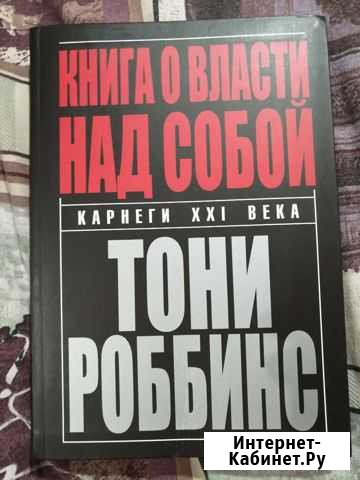 КНИГА О ВЛАСТИ
НАД СОБОЙ
КАРНЕГИ XXI ВЕКА
ТОНИ
РОББИНС
Интернет-
Кабинет.Ру